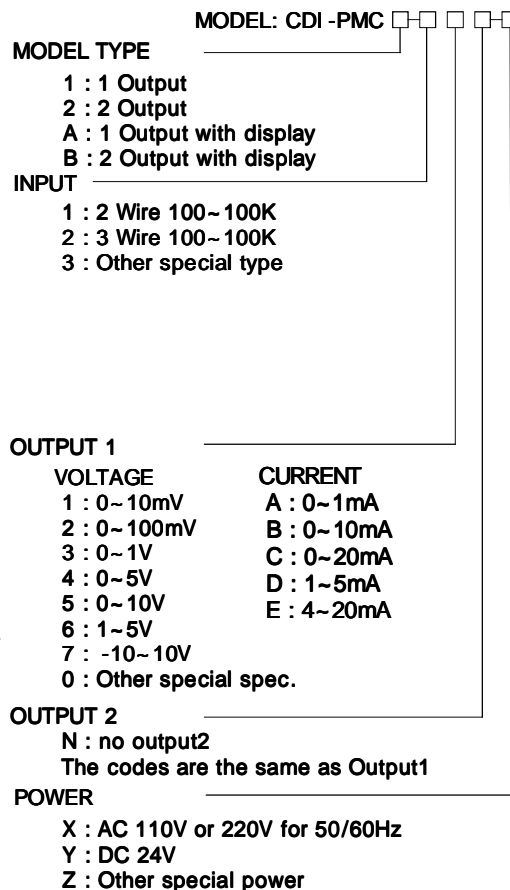 MODEL: CDI -PMC □-□ □ □-□
MODEL TYPE
1 : 1 Output
2 : 2 Output
A : 1 Output with display
B : 2 Output with display
INPUT
1 : 2 Wire 100~100K
2 : 3 Wire 100~100K
3 : Other special type
OUTPUT 1
VOLTAGE
1 : 0~10mV
2 : 0~100mV
3 : 0~1V
4 : 0~5V
5 : 0~10V
6 : 1~5V
7 : -10~10V
0 : Other special spec.
CURRENT
A : 0~1mA
B : 0~10mA
C : 0~20mA
D : 1~5mA
E : 4~20mA
OUTPUT 2
N : no output2
The codes are the same as Output1
POWER
X : AC 110V or 220V for 50/60Hz
Y : DC 24V
Z : Other special power